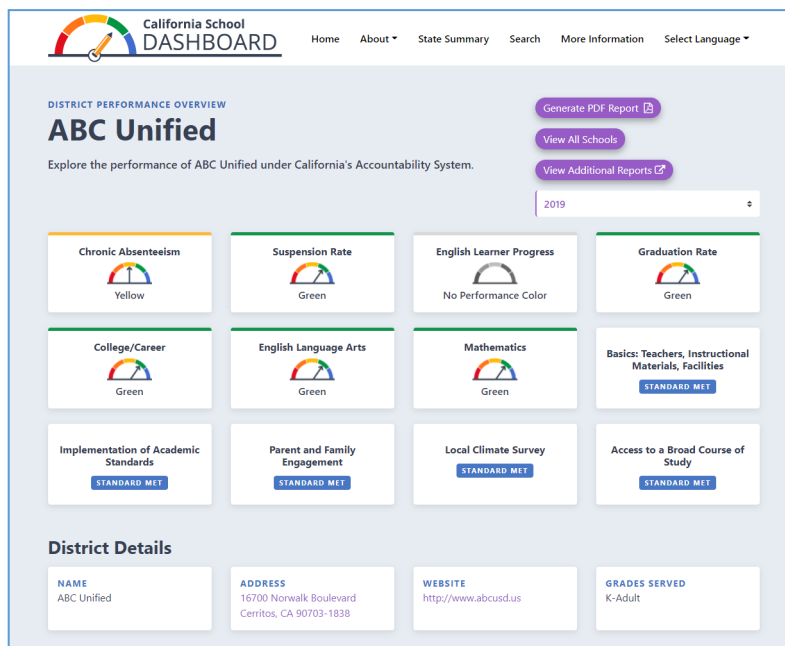 California School
DASHBOARD
Home About State Summary Search More Information Select Language
DISTRICT PERFORMANCE OVERVIEW
ABC Unified
Explore the performance of ABC Unified under California's Accountability System.
Generate PDF Report
View All Schools
View Additional Reports
2019
Chronic Absenteeism
Yellow
Suspension Rate
Green
English Learner Progress
No Performance Color
Graduation Rate
Green
College/Career
Green
English Language Arts
Green
Mathematics
Green
Basics: Teachers, Instructional
Materials, Facilities
STANDARD MET
Implementation of Academic
Standards
STANDARD MET
Parent and Family
Engagement
STANDARD MET
Local Climate Survey
STANDARD MET
Access to a Broad Course of
Study
STANDARD MET
District Details
NAME
ABC Unified
ADDRESS
16700 Norwalk Boulevard
Cerritos, CA 90703-1838
WEBSITE
http://www.abcusd.us
GRADES SERVED
K-Adult